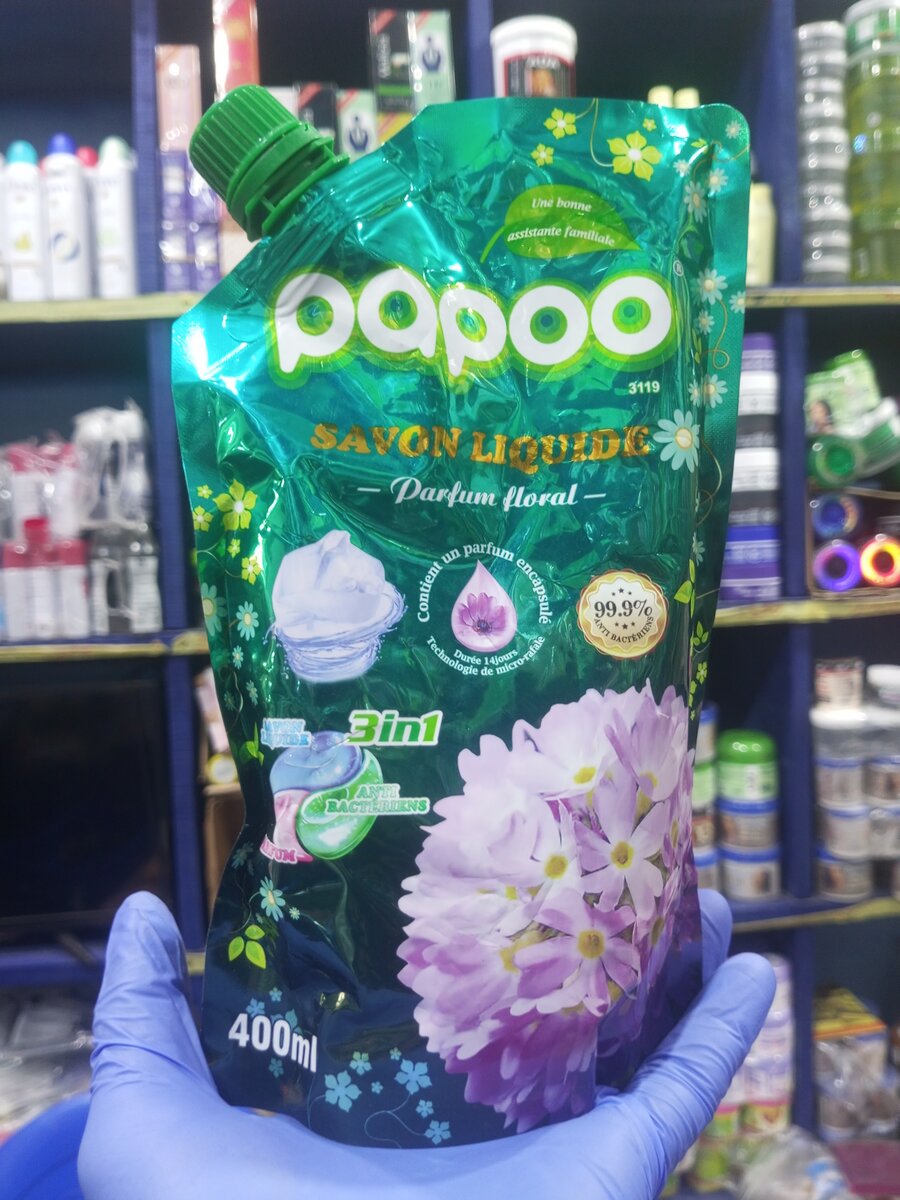 Une bonne
assistante familiale
papoo®
3119
SAVON LIQUIDE
Parfum floral
Contient un parfum encapsulé
Durée 14jours
Technologie de micro-rafale
99.9%
ANTI BACTÉRIENS
3in1
ANTI
BACTÉRIENS
400ml